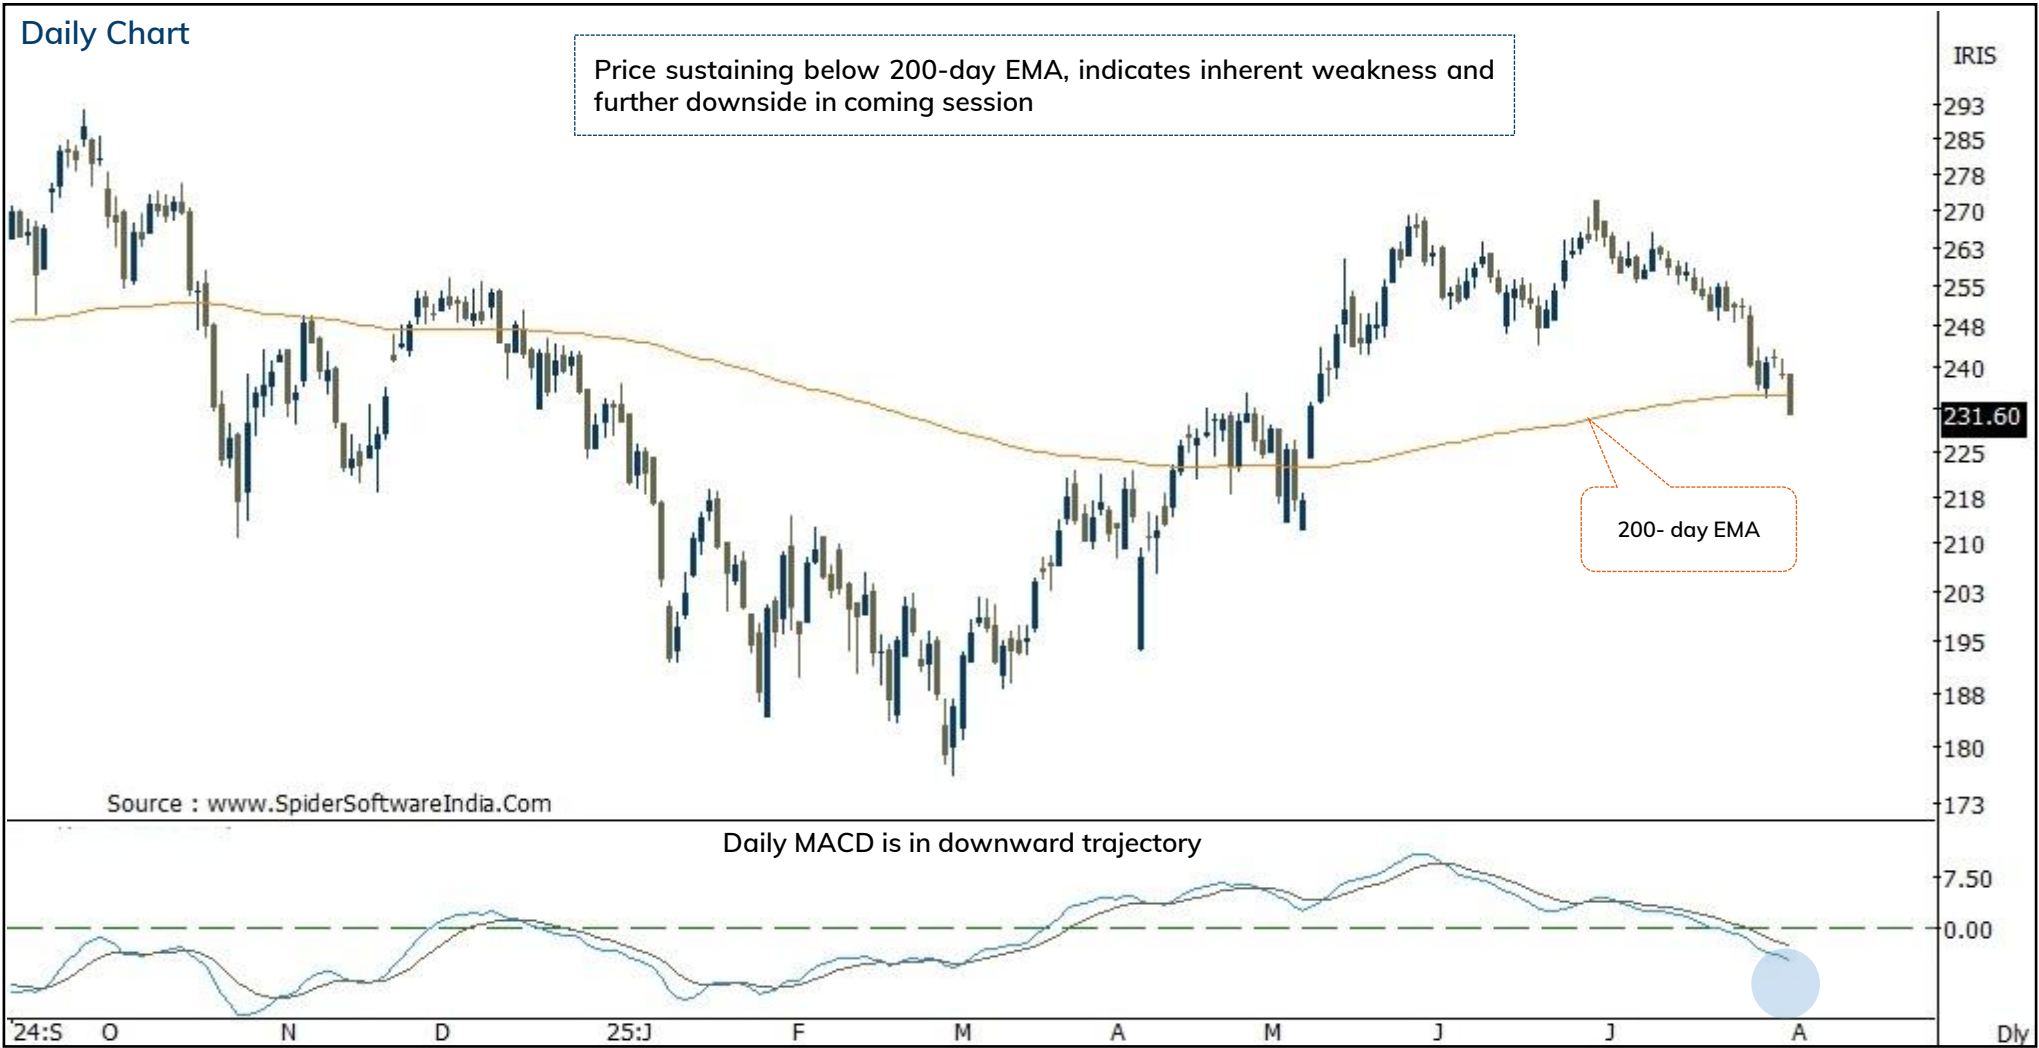 Daily Chart
Price sustaining below 200-day EMA, indicates inherent weakness and
further downside in coming session
IRIS
293
285
278
270
263
255
248
240
231.60
225
218
210
203
195
188
180
173
200- day EMA
Source : www.SpiderSoftwareIndia.Com
Daily MACD is in downward trajectory
7.50
0.00
24:S O N D 25:J F M A M J J A Dly